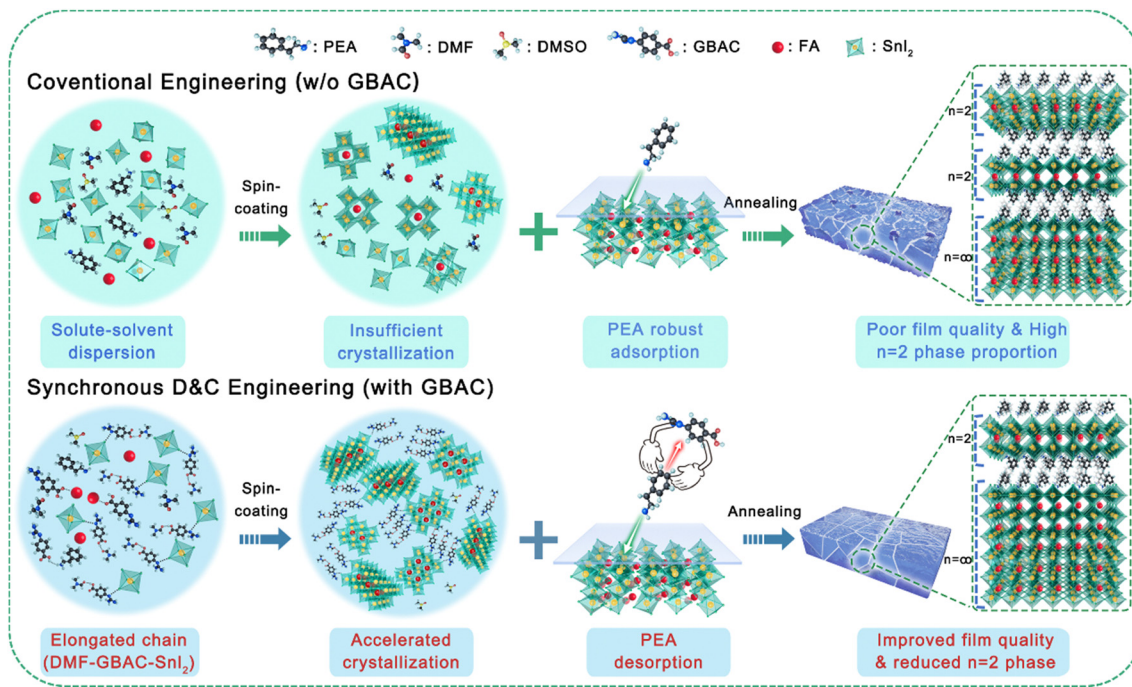 : PEA : DMF : DMSO : GBAC : FA : SnI₂
Coventional Engineering (w/o GBAC)
Spin-
coating
Annealing
n=2
n=2
n=∞
Solute-solvent
dispersion
Insufficient
crystallization
PEA robust
adsorption
Poor film quality & High
n=2 phase proportion
Synchronous D&C Engineering (with GBAC)
Spin-
coating
Annealing
n=2
n=∞
Elongated chain
(DMF-GBAC-SnI₂)
Accelerated
crystallization
PEA
desorption
Improved film quality
& reduced n=2 phase